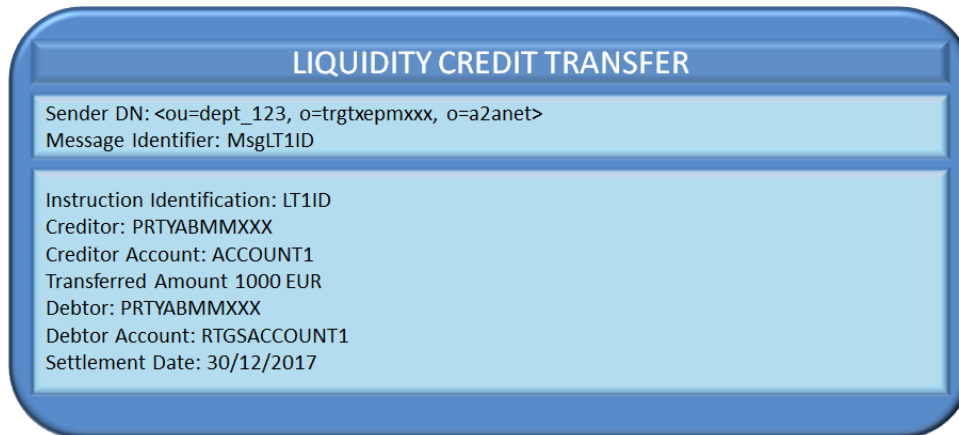 LIQUIDITY CREDIT TRANSFER
Sender DN: <ou=dept_123, o=trgtxepmxxx, o=a2anet>
Message Identifier: MsgLT1ID
Instruction Identification: LT1ID
Creditor: PRTYABMMXXX
Creditor Account: ACCOUNT1
Transferred Amount 1000 EUR
Debtor: PRTYABMMXXX
Debtor Account: RTGSACCOUNT1
Settlement Date: 30/12/2017